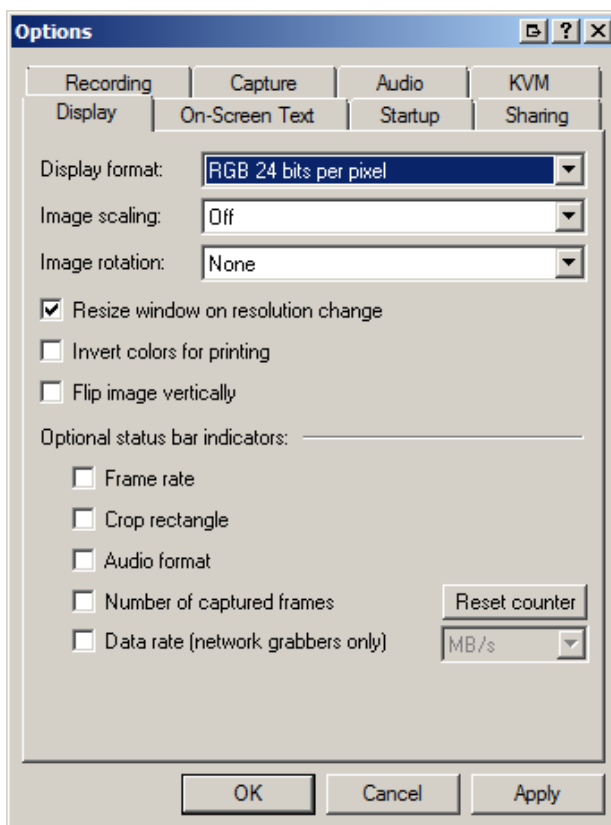 Options
Recording Capture Audio KVM
Display On-Screen Text Startup Sharing
Display format: RGB 24 bits per pixel
Image scaling: Off
Image rotation: None
Resize window on resolution change
Invert colors for printing
Flip image vertically
Optional status bar indicators:
Frame rate
Crop rectangle
Audio format
Number of captured frames Reset counter
Data rate (network grabbers only) MB/s
OK Cancel Apply